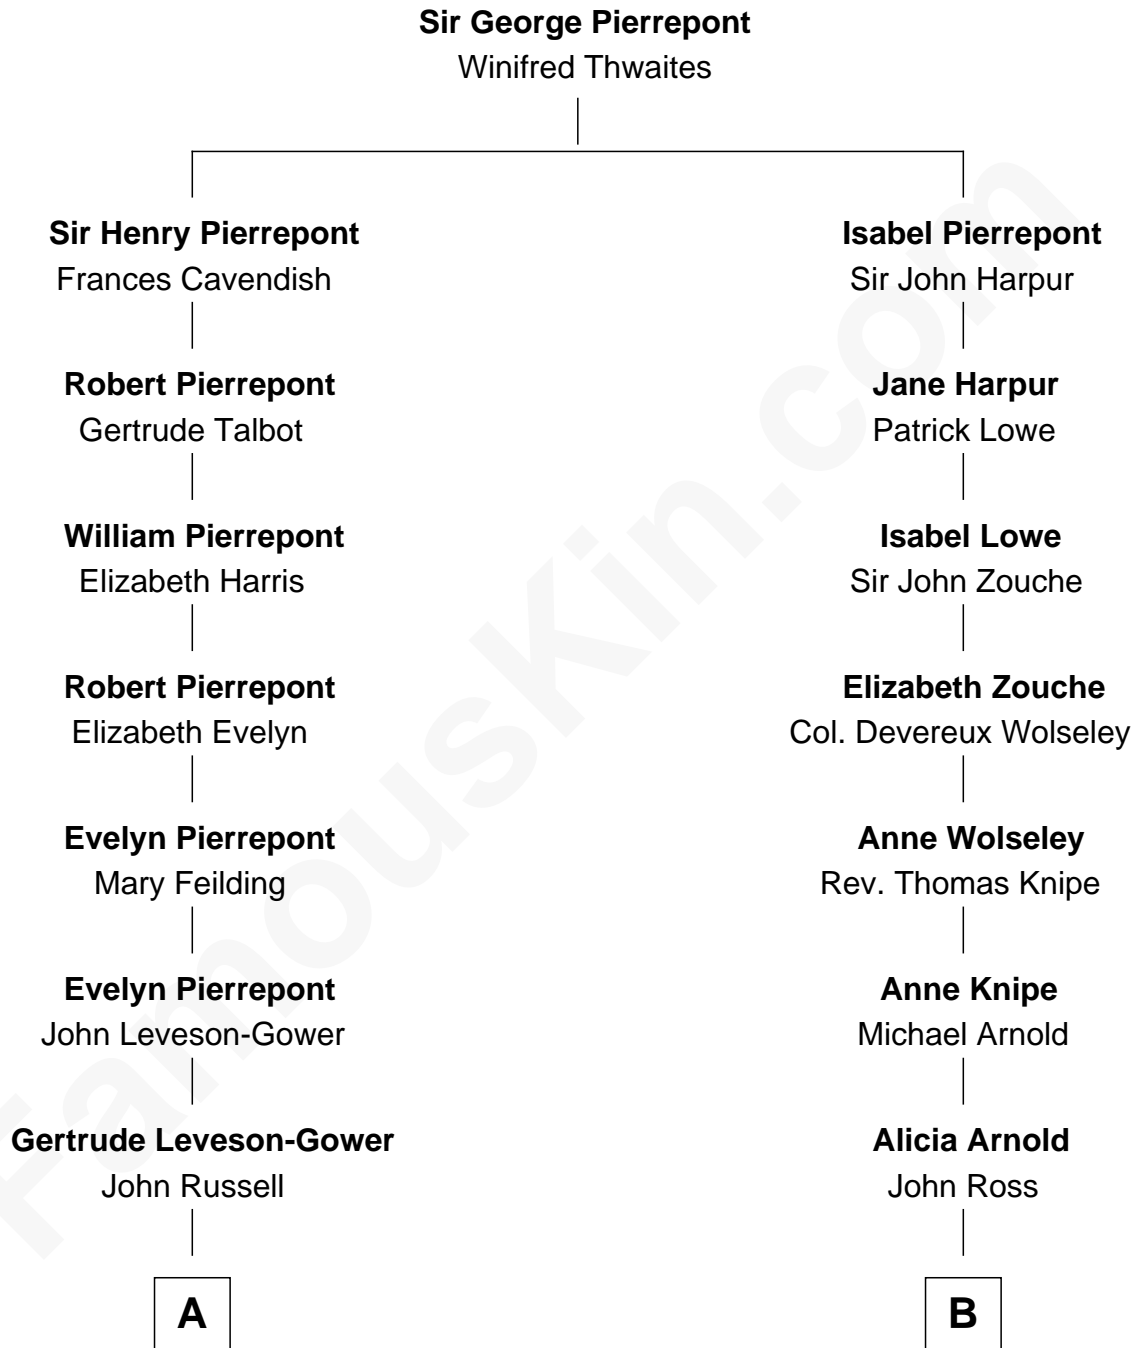 Sir George Pierrepont
Winifred Thwaites
Sir Henry Pierrepont
Frances Cavendish
Isabel Pierrepont
Sir John Harpur
Robert Pierrepont
Gertrude Talbot
Jane Harpur
Patrick Lowe
William Pierrepont
Elizabeth Harris
Isabel Lowe
Sir John Zouche
Robert Pierrepont
Elizabeth Evelyn
Elizabeth Zouche
Col. Devereux Wolseley
Evelyn Pierrepont
Mary Feilding
Anne Wolseley
Rev. Thomas Knipe
Evelyn Pierrepont
John Leveson-Gower
Anne Knipe
Michael Arnold
Gertrude Leveson-Gower
John Russell
Alicia Arnold
John Ross
A
B
FamousKin.com